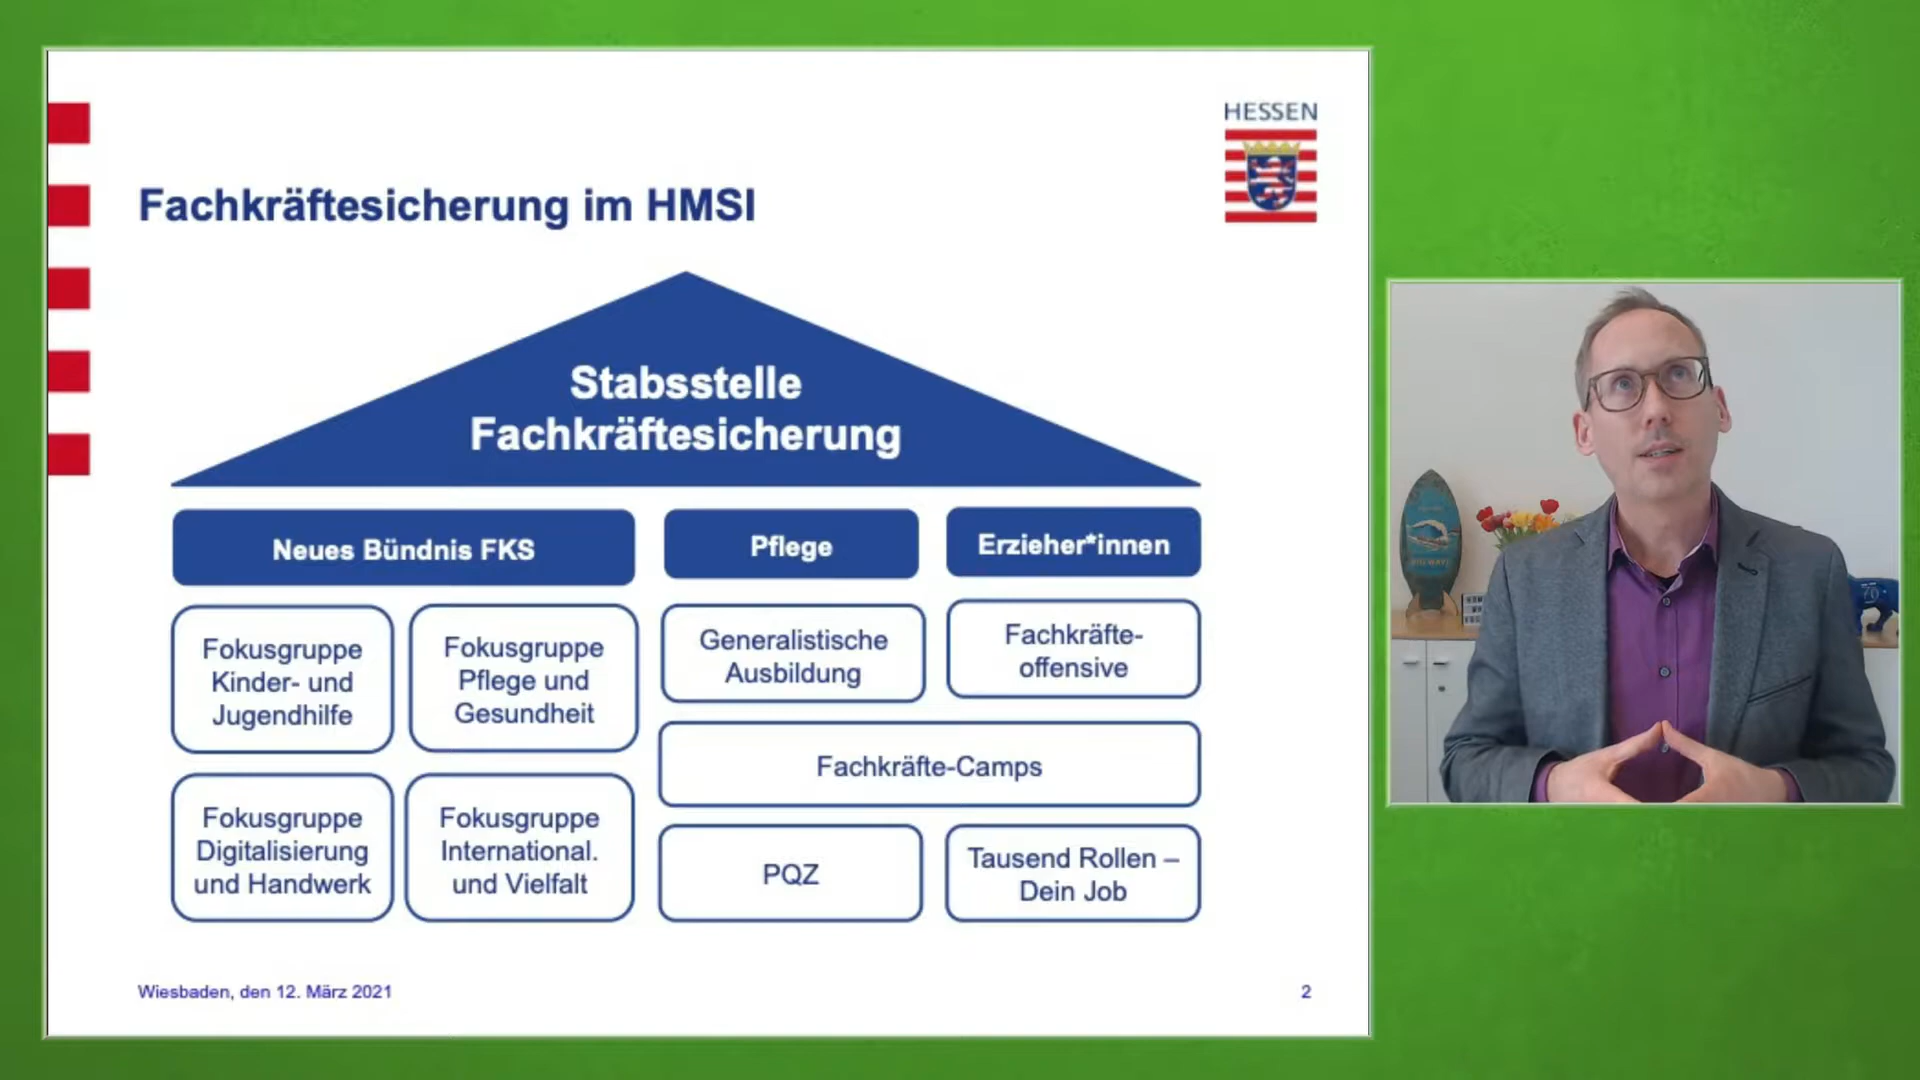 HESSEN
Fachkräftesicherung im HMSI
Stabsstelle
Fachkräftesicherung
Neues Bündnis FKS
Pflege
Erzieher*innen
Fokusgruppe
Kinder- und
Jugendhilfe
Fokusgruppe
Pflege und
Gesundheit
Generalistische
Ausbildung
Fachkräfte-
offensive
Fachkräfte-Camps
Fokusgruppe
Digitalisierung
und Handwerk
Fokusgruppe
International.
und Vielfalt
PQZ
Tausend Rollen –
Dein Job
Wiesbaden, den 12. März 2021
2